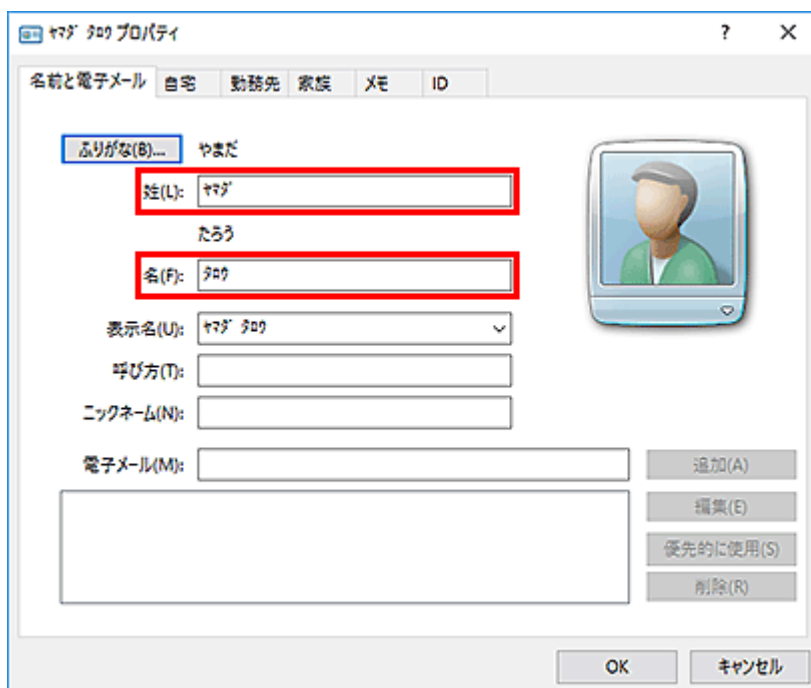 ﾔﾏﾀﾞ ﾀﾛｳ プロパティ
名前と電子メール 自宅 勤務先 家族 メモ ID
ふりがな(B)... やまだ
姓(L): ﾔﾏﾀﾞ
たろう
名(F): ﾀﾛｳ
表示名(U): ﾔﾏﾀﾞ ﾀﾛｳ
呼び方(T):
ニックネーム(N):
電子メール(M): 追加(A)
編集(E)
優先的に使用(S)
削除(R)
OK キャンセル